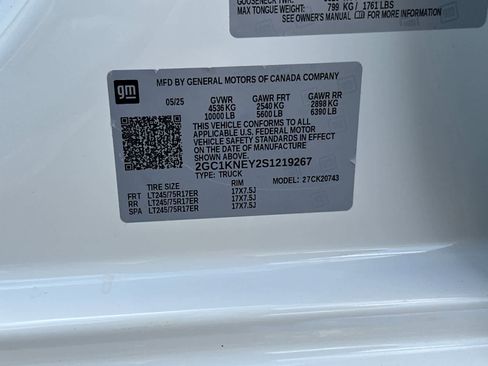 MAX TONGUE WEIGHT: 799 KG / 1761 LBS
SEE OWNER'S MANUAL FOR MORE INFORMATION
gm
MFD BY GENERAL MOTORS OF CANADA COMPANY
05/25 GVWR GAWR FRT GAWR RR
4536 KG 2540 KG 2898 KG
10000 LB 5600 LB 6390 LB
THIS VEHICLE CONFORMS TO ALL
APPLICABLE U.S. FEDERAL MOTOR
VEHICLE SAFETY STANDARDS IN
EFFECT ON THE DATE OF
MANUFACTURE SHOWN ABOVE.
2GC1KNEY2S1219267
TYPE: TRUCK
TIRE SIZE RIM MODEL: 27CK20743
FRT LT245/75R17ER 17X7.5J
RR LT245/75R17ER 17X7.5J
SPA LT245/75R17ER 17X7.5J